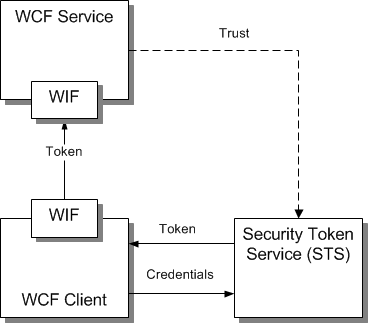 WCF Service
Trust
WIF
Token
WIF
Token
Security Token
Service (STS)
Credentials
WCF Client